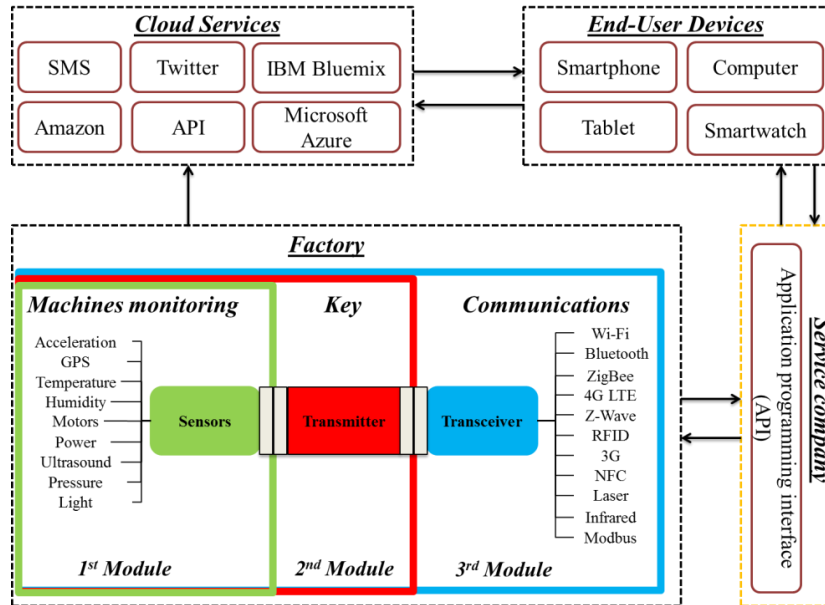 Cloud Services
SMS
Twitter
IBM Bluemix
Amazon
API
Microsoft
Azure
End-User Devices
Smartphone
Computer
Tablet
Smartwatch
Factory
Machines monitoring
Key
Communications
Acceleration
GPS
Temperature
Humidity
Motors
Power
Ultrasound
Pressure
Light
Sensors
Transmitter
Transceiver
Wi-Fi
Bluetooth
ZigBee
4G LTE
Z-Wave
RFID
3G
NFC
Laser
Infrared
Modbus
1st Module
2nd Module
3rd Module
Service company
Application programming interface
(API)